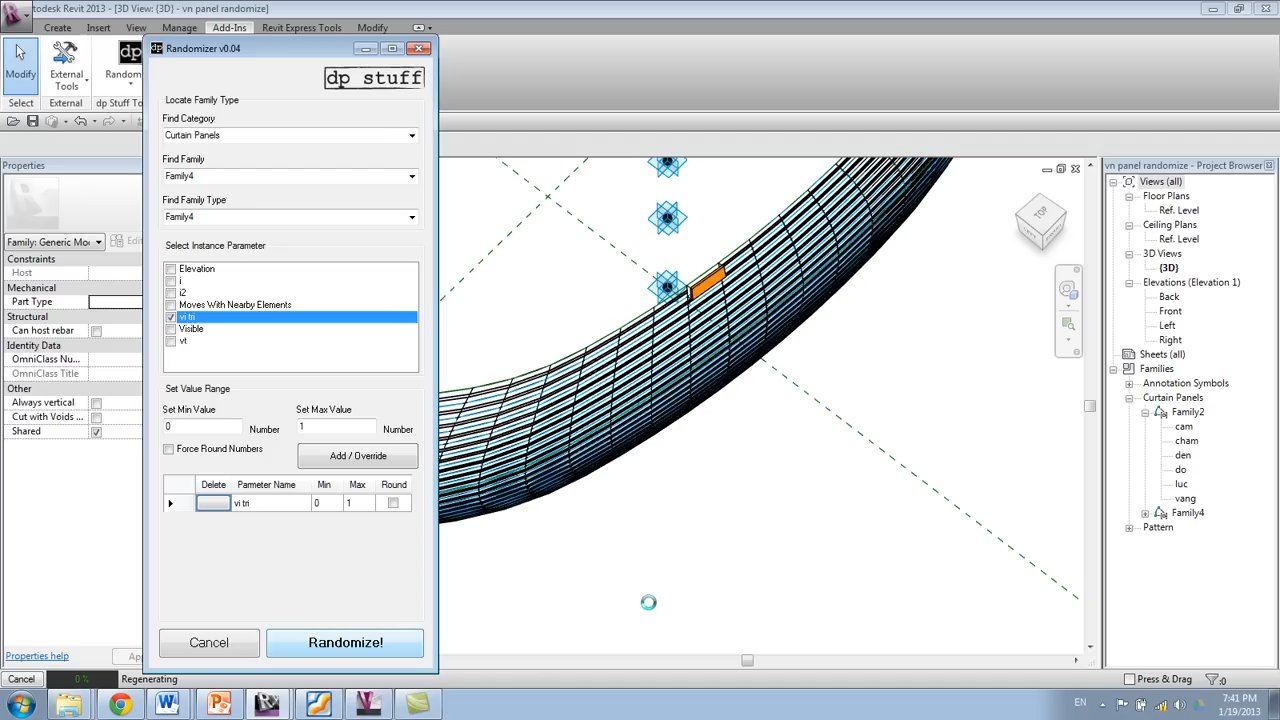 Autodesk Revit 2013 - [3D View: {3D} - vn panel randomize]
Create Insert View Manage Add-Ins Revit Express Tools Modify
Modify
External Tools
Random
Select External dp Stuff To
Randomizer v0.04
dp stuff
Locate Family Type
Find Category
Curtain Panels
Find Family
Family4
Find Family Type
Family4
Select Instance Parameter
Elevation
i
i2
Moves With Nearby Elements
vi tri
Visible
vt
Set Value Range
Set Min Value Set Max Value
0 Number 1 Number
Force Round Numbers
Add / Override
Delete Parmeter Name Min Max Round
vi tri 0 1
Cancel Randomize!
Properties
Family: Generic Mo Edi
Constraints
Host
Mechanical
Part Type
Structural
Can host rebar
Identity Data
OmniClass Nu...
OmniClass Title
Other
Always vertical
Cut with Voids ...
Shared
Properties help Ap
TOP
vn panel randomize - Project Browser
Views (all)
Floor Plans
Ref. Level
Ceiling Plans
Ref. Level
3D Views
{3D}
Elevations (Elevation 1)
Back
Front
Left
Right
Sheets (all)
Families
Annotation Symbols
Curtain Panels
Family2
cam
cham
den
do
luc
vang
Family4
Pattern
Cancel 0 % Regenerating
Press & Drag :0
EN 7:41 PM
1/19/2013